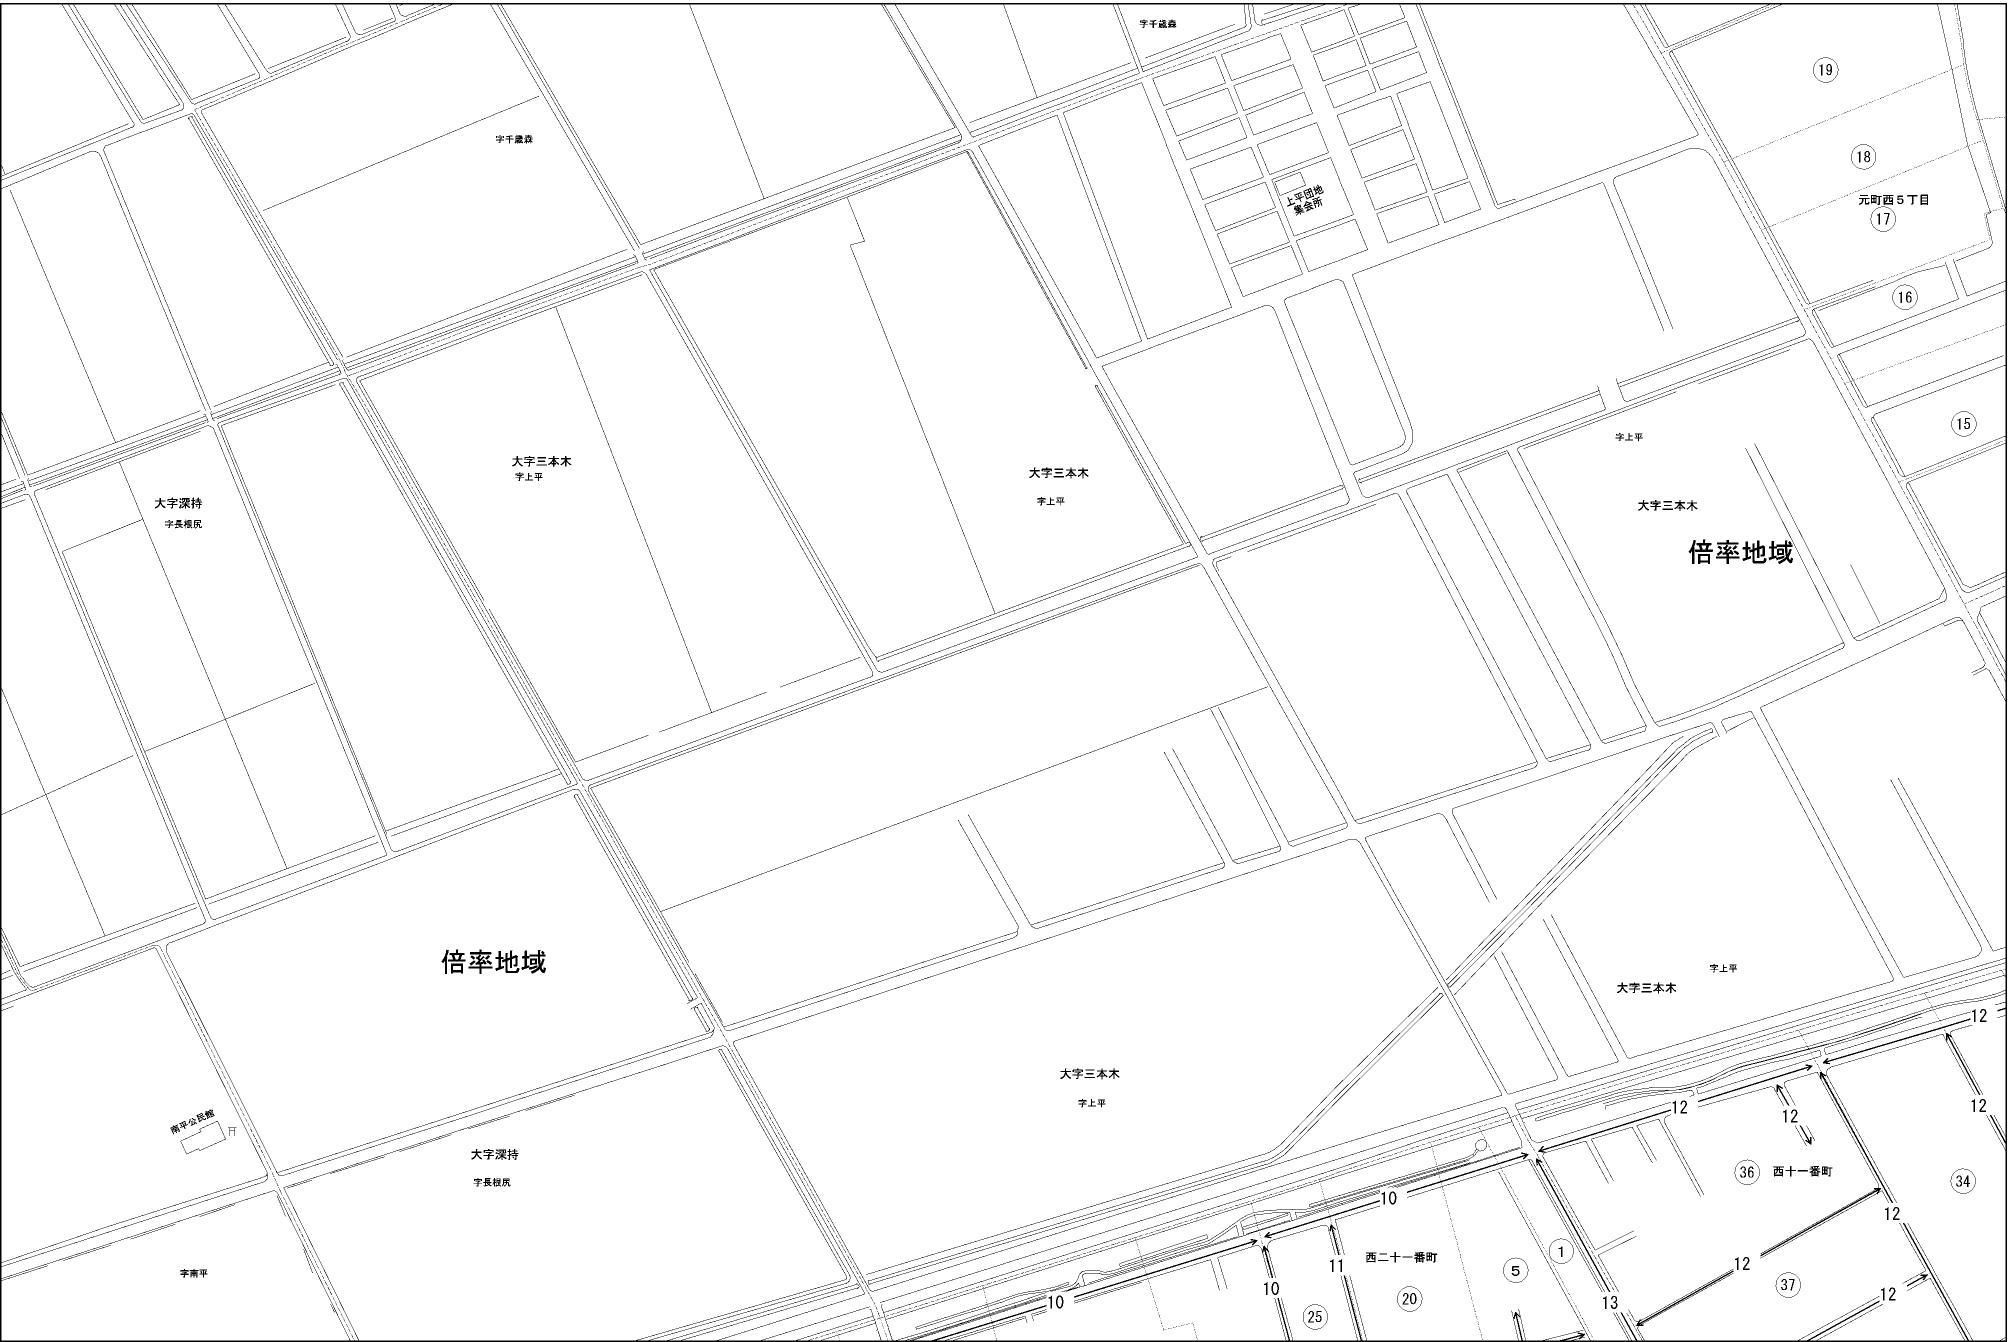 字千歳森
19
字千歳森
18
上平団地
集会所
元町西５丁目
17
16
15
字上平
大字三本木
字上平
大字三本木
字上平
大字深持
字長根尻
大字三本木
倍率地域
倍率地域
字上平
大字三本木
12
大字三本木
字上平
12
12
12
南平公民館
大字深持
字長根尻
36
西十一番町
34
10
12
字南平
西二十一番町
1
11
12
5
10
37
20
13
12
10
25